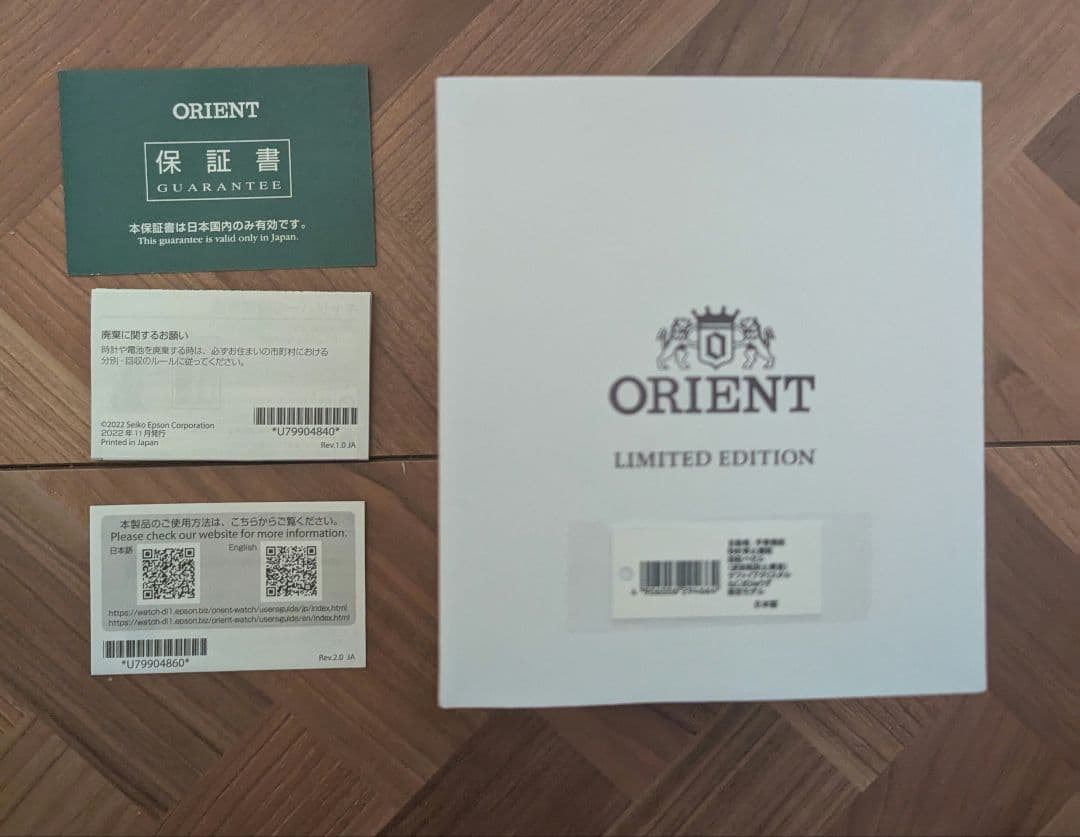 ORIENT
保証書
GUARANTEE
本保証書は日本国内のみ有効です。
This guarantee is valid only in Japan.
廃棄に関するお願い
時計や電池を廃棄する時は、必ずお住まいの市町村における
分別・回収のルールに従ってください。
©2022 Seiko Epson Corporation
2022年11月発行
Printed in Japan
*U79904840*
Rev.1.0 JA
本製品のご使用方法は、こちらからご覧ください。
Please check our website for more information.
日本語
English
https://watch-dl1.epson.biz/orient-watch/usersguide/jp/index.html
https://watch-dl1.epson.biz/orient-watch/usersguide/en/index.html
*U79904860*
Rev.2.0 JA
ORIENT
LIMITED EDITION
日本製